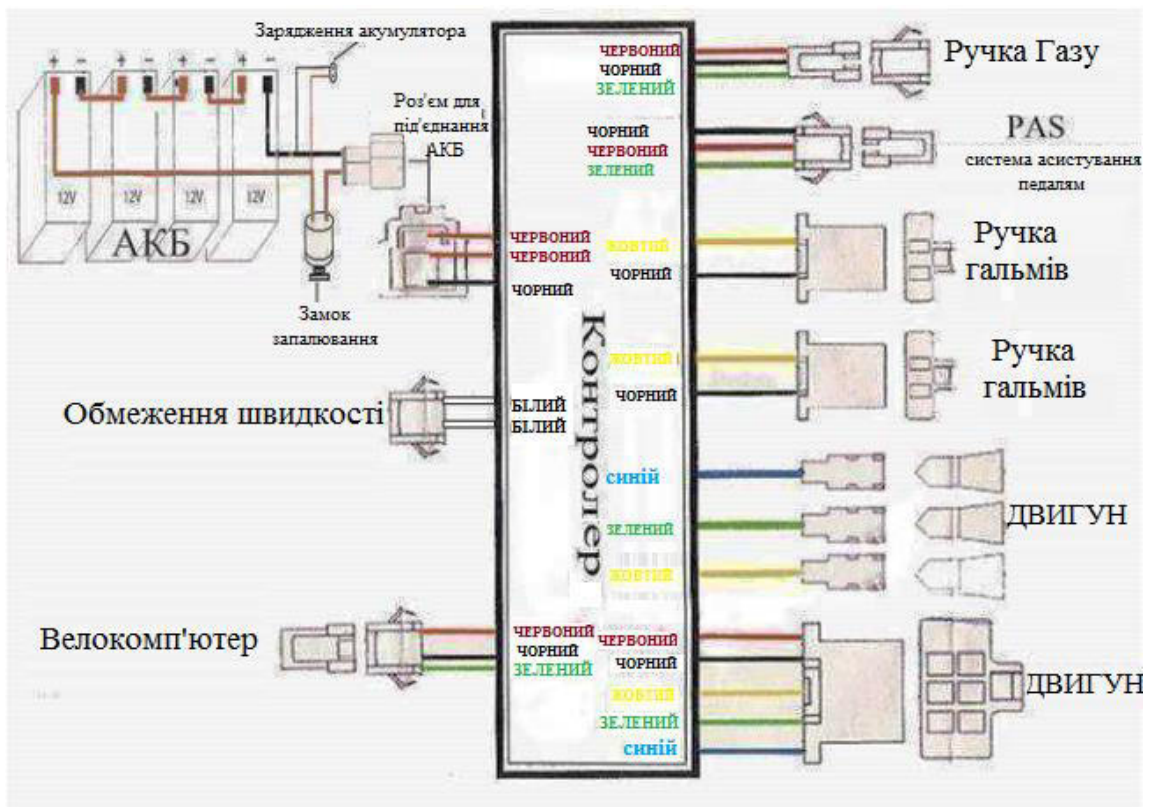 Зарядження акумулятора
+ - + - + - + -
Роз'єм для
під'єднання
АКБ
12V 12V 12V 12V
АКБ
Замок
запалювання
ЧЕРВОНИЙ
ЧЕРВОНИЙ
ЧОРНИЙ
Обмеження швидкості
БІЛИЙ
БІЛИЙ
Велокомп'ютер
ЧЕРВОНИЙ
ЧОРНИЙ
ЗЕЛЕНИЙ
Контролер
ЧЕРВОНИЙ
ЧОРНИЙ
ЗЕЛЕНИЙ
Ручка Газу
ЧОРНИЙ
ЧЕРВОНИЙ
ЗЕЛЕНИЙ
PAS
система асистування
педалям
ЖОВТИЙ
ЧОРНИЙ
Ручка
гальмів
ЖОВТИЙ
ЧОРНИЙ
Ручка
гальмів
синій
ЗЕЛЕНИЙ
ЖОВТИЙ
ДВИГУН
ЧЕРВОНИЙ
ЧОРНИЙ
ЖОВТИЙ
ЗЕЛЕНИЙ
синій
ДВИГУН